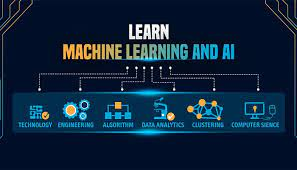 LEARN
MACHINE LEARNING AND AI
TECHNOLOGY ENGINEERING ALGORITHM DATA ANALYTICS CLUSTERING COMPUTER SIENCE